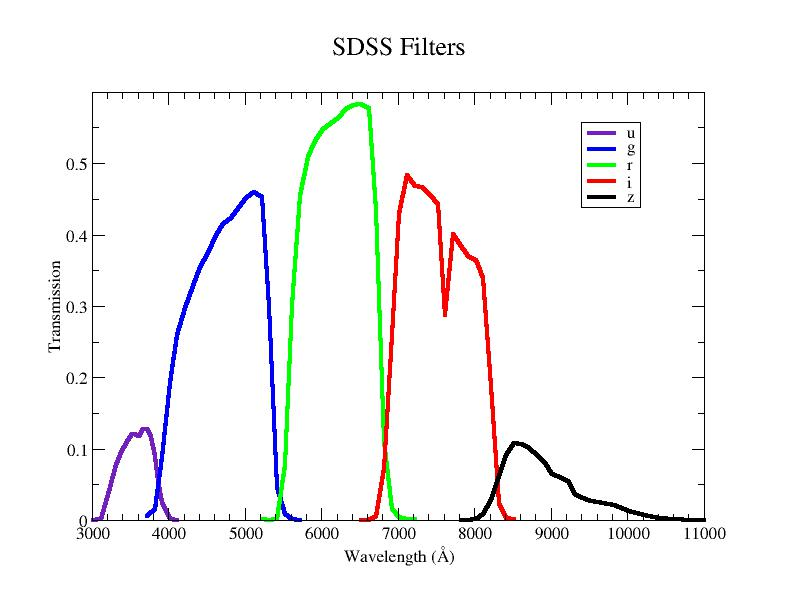 SDSS Filters
u
g
r
i
z
0.5
0.4
0.3
0.2
0.1
0
Transmission
3000 4000 5000 6000 7000 8000 9000 10000 11000
Wavelength (Å)